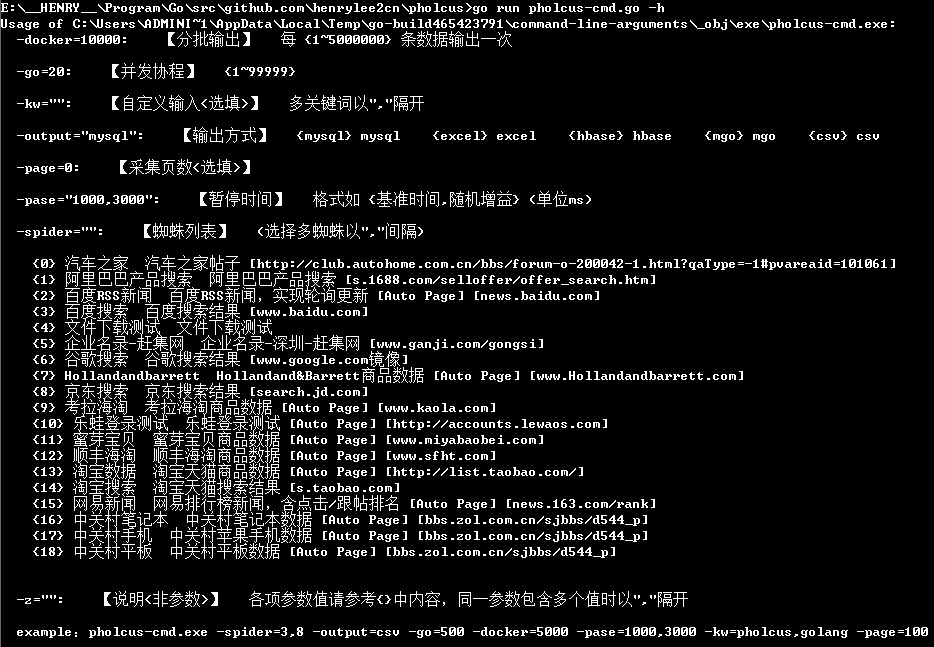 E:\__HENRY__\Program\Go\src\github.com\henrylee2cn\pholcus>go run pholcus-cmd.go -h
Usage of C:\Users\ADMINI~1\AppData\Local\Temp\go-build465423791\command-line-arguments\_obj\exe\pholcus-cmd.exe:
-docker=10000: 【分批输出】 每 {1~5000000} 条数据输出一次
-go=20: 【并发协程】 {1~99999}
-kw="": 【自定义输入<选填>】 多关键词以","隔开
-output="mysql": 【输出方式】 {mysql} mysql {excel} excel {hbase} hbase {mgo} mgo {csv} csv
-page=0: 【采集页数<选填>】
-pase="1000,3000": 【暂停时间】 格式如 {基准时间,随机增益} (单位ms)
-spider="": 【蜘蛛列表】 <选择多蜘蛛以","间隔>
{0} 汽车之家 汽车之家帖子 [http://club.autohome.com.cn/bbs/forum-o-200042-1.html?qaType=-1#pvareaid=101061]
{1} 阿里巴巴产品搜索 阿里巴巴产品搜索 [s.1688.com/selloffer/offer_search.htm]
{2} 百度RSS新闻 百度RSS新闻，实现轮询更新 [Auto Page] [news.baidu.com]
{3} 百度搜索 百度搜索结果 [www.baidu.com]
{4} 文件下载测试 文件下载测试
{5} 企业名录-赶集网 企业名录-深圳-赶集网 [www.ganji.com/gongsi]
{6} 谷歌搜索 谷歌搜索结果 [www.google.com镜像]
{7} Hollandandbarrett Hollandand&Barrett商品数据 [Auto Page] [www.Hollandandbarrett.com]
{8} 京东搜索 京东搜索结果 [search.jd.com]
{9} 考拉海淘 考拉海淘商品数据 [Auto Page] [www.kaola.com]
{10} 乐蛙登录测试 乐蛙登录测试 [Auto Page] [http://accounts.lewaos.com]
{11} 蜜芽宝贝 蜜芽宝贝商品数据 [Auto Page] [www.miyabaobei.com]
{12} 顺丰海淘 顺丰海淘商品数据 [Auto Page] [www.sfht.com]
{13} 淘宝数据 淘宝天猫商品数据 [Auto Page] [http://list.taobao.com/]
{14} 淘宝搜索 淘宝天猫搜索结果 [s.taobao.com]
{15} 网易新闻 网易排行榜新闻，含点击/跟帖排名 [Auto Page] [news.163.com/rank]
{16} 中关村笔记本 中关村笔记本数据 [Auto Page] [bbs.zol.com.cn/sjbbs/d544_p]
{17} 中关村手机 中关村苹果手机数据 [Auto Page] [bbs.zol.com.cn/sjbbs/d544_p]
{18} 中关村平板 中关村平板数据 [Auto Page] [bbs.zol.com.cn/sjbbs/d544_p]
-z="": 【说明<非参数>】 各项参数值请参考{}中内容，同一参数包含多个值时以","隔开
example：pholcus-cmd.exe -spider=3,8 -output=csv -go=500 -docker=5000 -pase=1000,3000 -kw=pholcus,golang -page=100